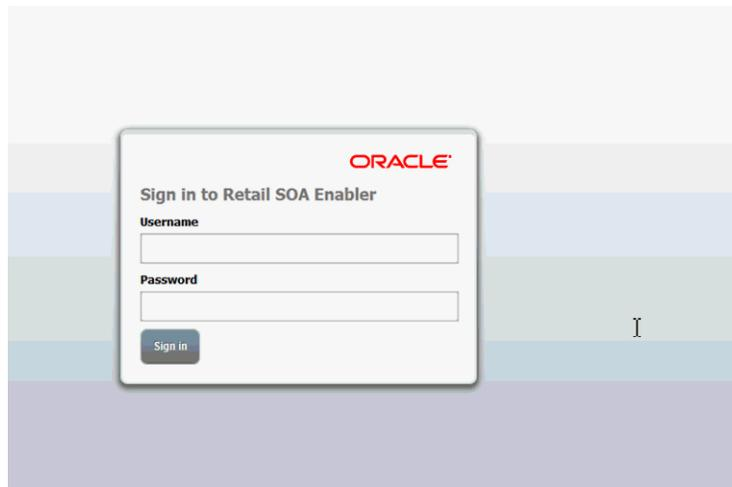 ORACLE
Sign in to Retail SOA Enabler
Username
Password
Sign in